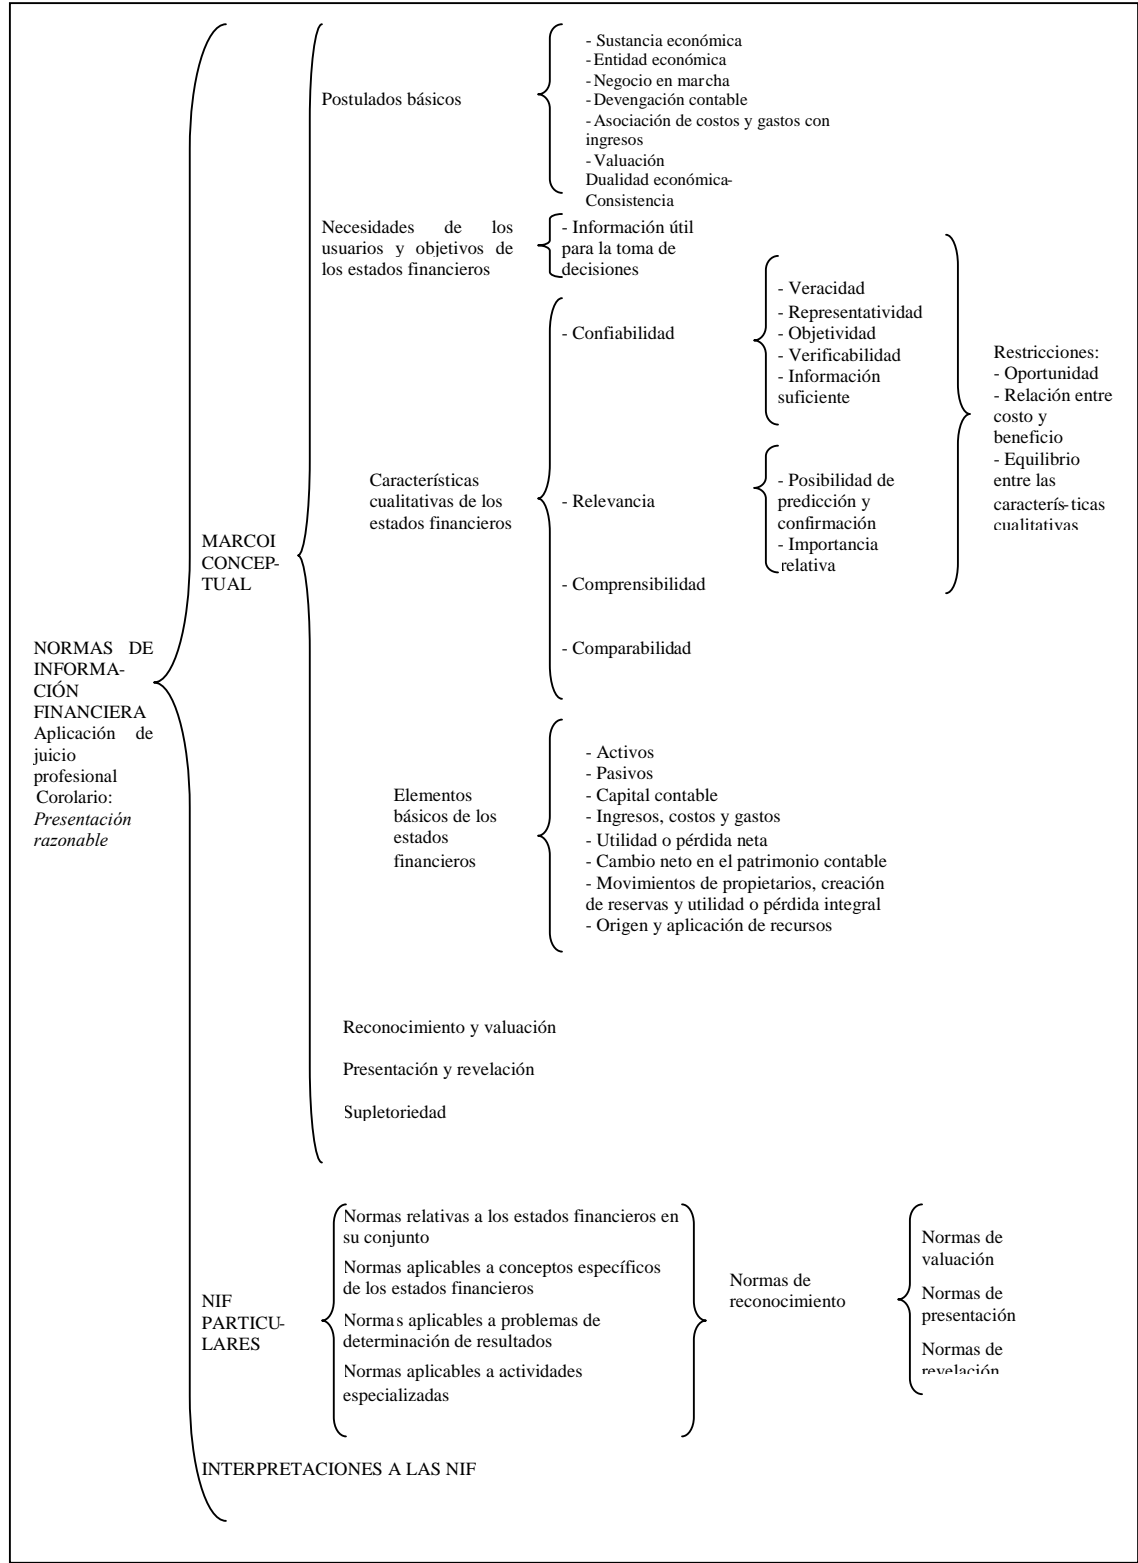 NORMAS DE
INFORMA-
CIÓN
FINANCIERA
Aplicación de
juicio
profesional
Corolario:
Presentación
razonable
MARCOI
CONCEP-
TUAL
Postulados básicos
- Sustancia económica
- Entidad económica
- Negocio en marcha
- Devengación contable
- Asociación de costos y gastos con
ingresos
- Valuación
Dualidad económica-
Consistencia
Necesidades de los
usuarios y objetivos de
los estados financieros
- Información útil
para la toma de
decisiones
Características
cualitativas de los
estados financieros
- Confiabilidad
- Veracidad
- Representatividad
- Objetividad
- Verificabilidad
- Información
suficiente
- Relevancia
- Posibilidad de
predicción y
confirmación
- Importancia
relativa
- Comprensibilidad
- Comparabilidad
Restricciones:
- Oportunidad
- Relación entre
costo y
beneficio
- Equilibrio
entre las
caracterís-ticas
cualitativas
Elementos
básicos de los
estados
financieros
- Activos
- Pasivos
- Capital contable
- Ingresos, costos y gastos
- Utilidad o pérdida neta
- Cambio neto en el patrimonio contable
- Movimientos de propietarios, creación
de reservas y utilidad o pérdida integral
- Origen y aplicación de recursos
Reconocimiento y valuación
Presentación y revelación
Supletoriedad
NIF
PARTICU-
LARES
Normas relativas a los estados financieros en
su conjunto
Normas aplicables a conceptos específicos
de los estados financieros
Normas aplicables a problemas de
determinación de resultados
Normas aplicables a actividades
especializadas
Normas de
reconocimiento
Normas de
valuación
Normas de
presentación
Normas de
revelación
INTERPRETACIONES A LAS NIF